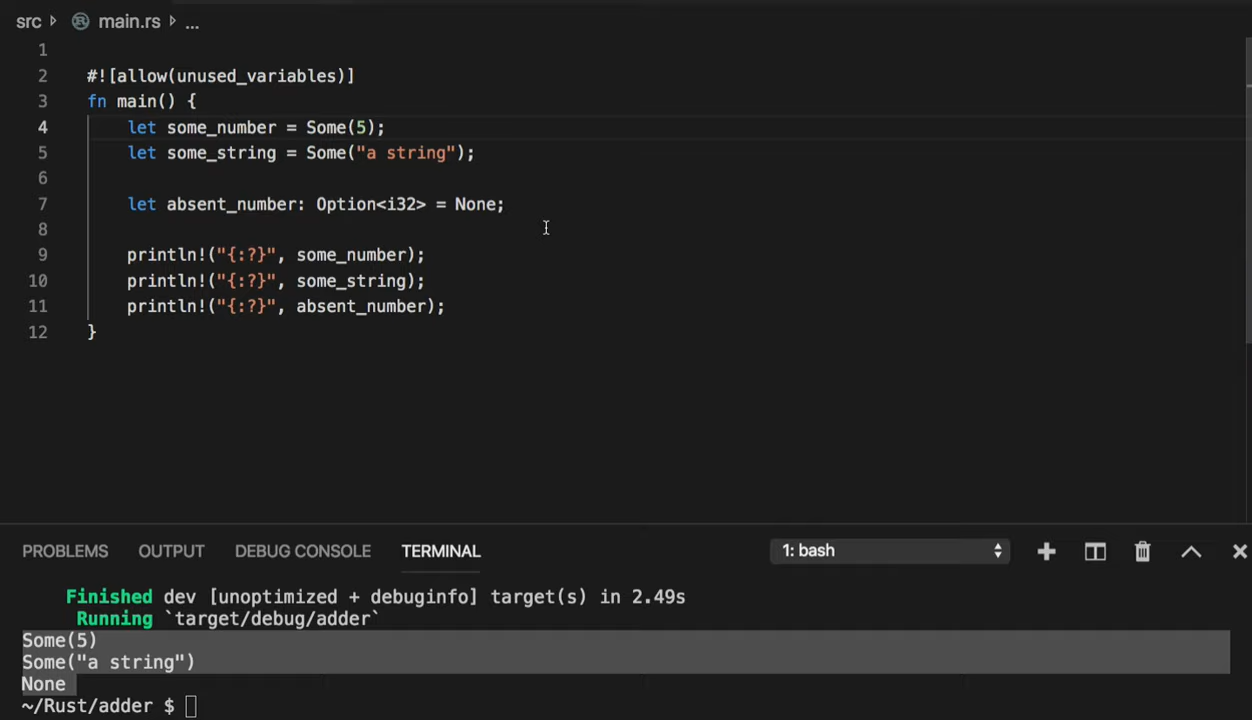 src main.rs ...
1
2 #![allow(unused_variables)]
3 fn main() {
4 let some_number = Some(5);
5 let some_string = Some("a string");
6
7 let absent_number: Option<i32> = None;
8
9 println!("{:?}", some_number);
10 println!("{:?}", some_string);
11 println!("{:?}", absent_number);
12 }
PROBLEMS OUTPUT DEBUG CONSOLE TERMINAL 1: bash
Finished dev [unoptimized + debuginfo] target(s) in 2.49s
Running `target/debug/adder`
Some(5)
Some("a string")
None
~/Rust/adder $